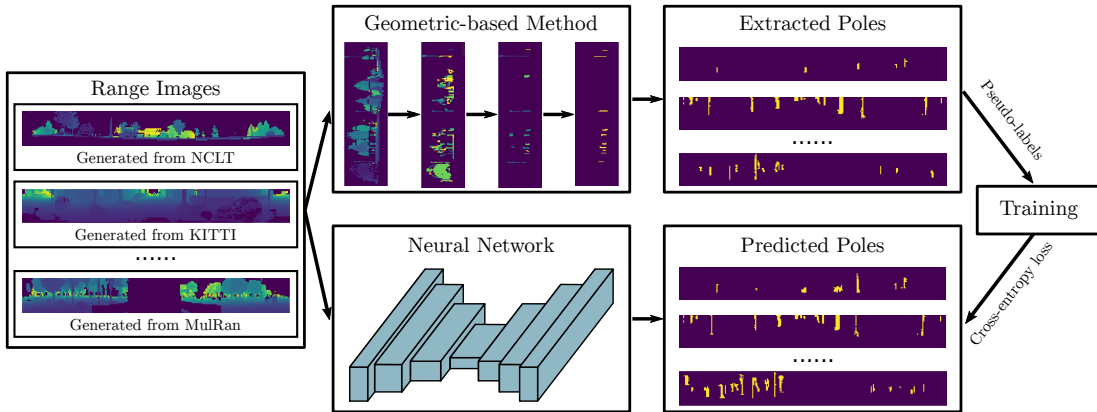 Range Images
Generated from NCLT
Generated from KITTI
......
Generated from MulRan
Geometric-based Method
Extracted Poles
......
Pseudo-labels
Training
Neural Network
Predicted Poles
......
Cross-entropy loss